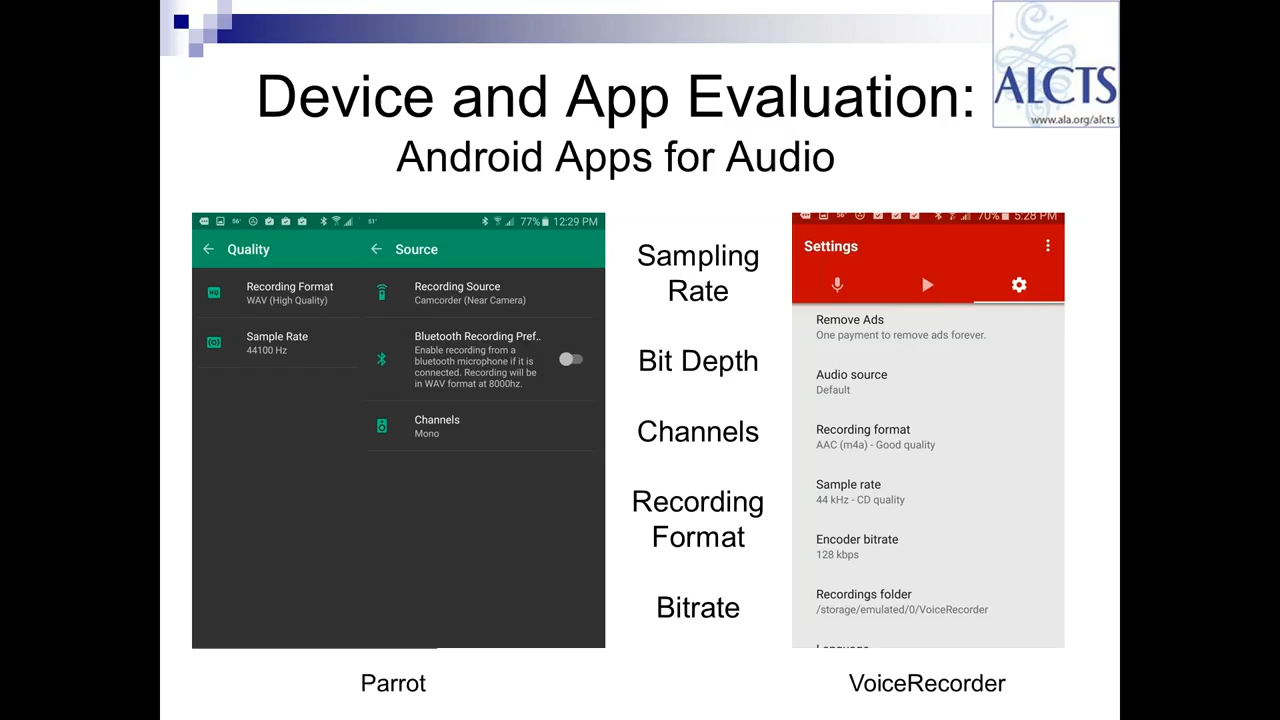 ALCTS
www.ala.org/alcts
Device and App Evaluation:
Android Apps for Audio
56°
51°
77% 12:29 PM
Quality
Source
Recording Format
WAV (High Quality)
Sample Rate
44100 Hz
Recording Source
Camcorder (Near Camera)
Bluetooth Recording Pref..
Enable recording from a
bluetooth microphone if it is
connected. Recording will be
in WAV format at 8000hz.
Channels
Mono
Sampling
Rate
Bit Depth
Channels
Recording
Format
Bitrate
56°
70% 5:28 PM
Settings
Remove Ads
One payment to remove ads forever.
Audio source
Default
Recording format
AAC (m4a) - Good quality
Sample rate
44 kHz - CD quality
Encoder bitrate
128 kbps
Recordings folder
/storage/emulated/0/VoiceRecorder
Parrot
VoiceRecorder